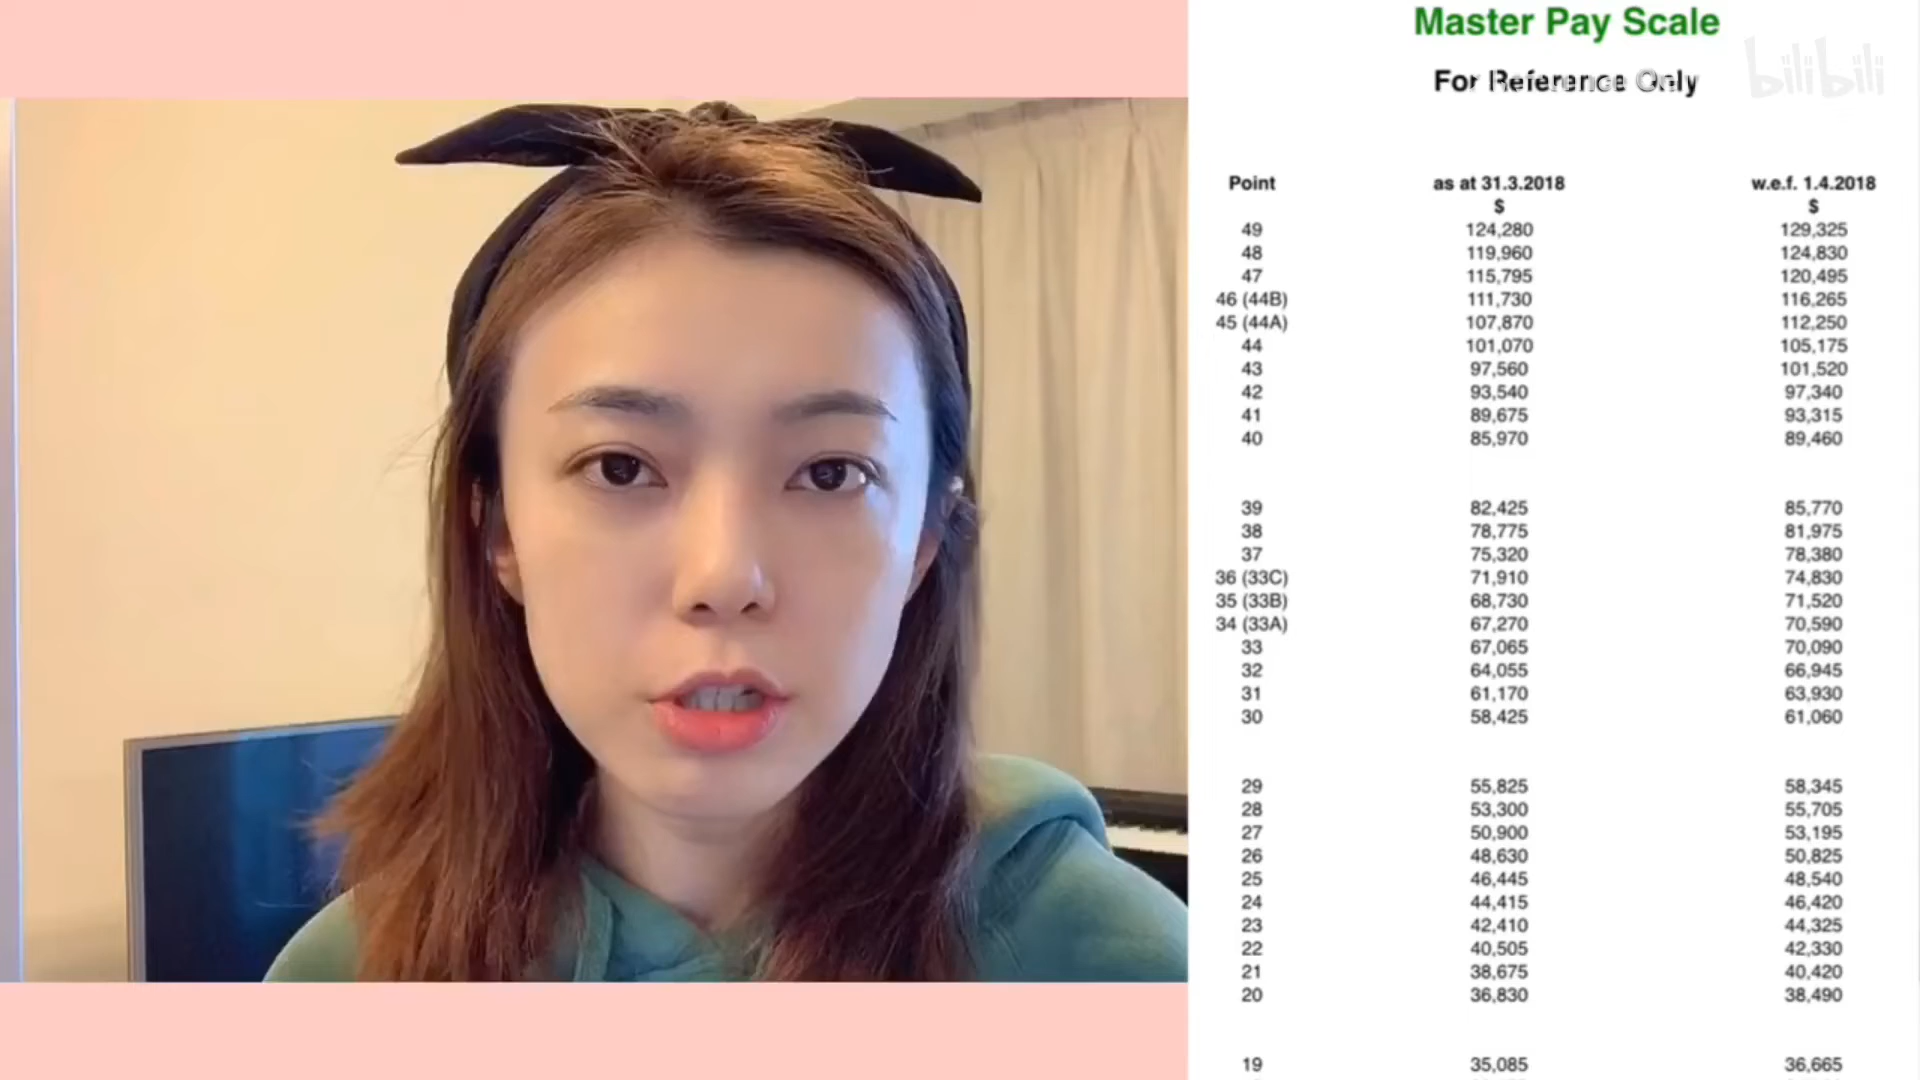 Master Pay Scale
bilibili
For Reference Only
Point as at 31.3.2018 w.e.f. 1.4.2018
$ $
49 124,280 129,325
48 119,960 124,830
47 115,795 120,495
46 (44B) 111,730 116,265
45 (44A) 107,870 112,250
44 101,070 105,175
43 97,560 101,520
42 93,540 97,340
41 89,675 93,315
40 85,970 89,460
39 82,425 85,770
38 78,775 81,975
37 75,320 78,380
36 (33C) 71,910 74,830
35 (33B) 68,730 71,520
34 (33A) 67,270 70,590
33 67,065 70,090
32 64,055 66,945
31 61,170 63,930
30 58,425 61,060
29 55,825 58,345
28 53,300 55,705
27 50,900 53,195
26 48,630 50,825
25 46,445 48,540
24 44,415 46,420
23 42,410 44,325
22 40,505 42,330
21 38,675 40,420
20 36,830 38,490
19 35,085 36,665